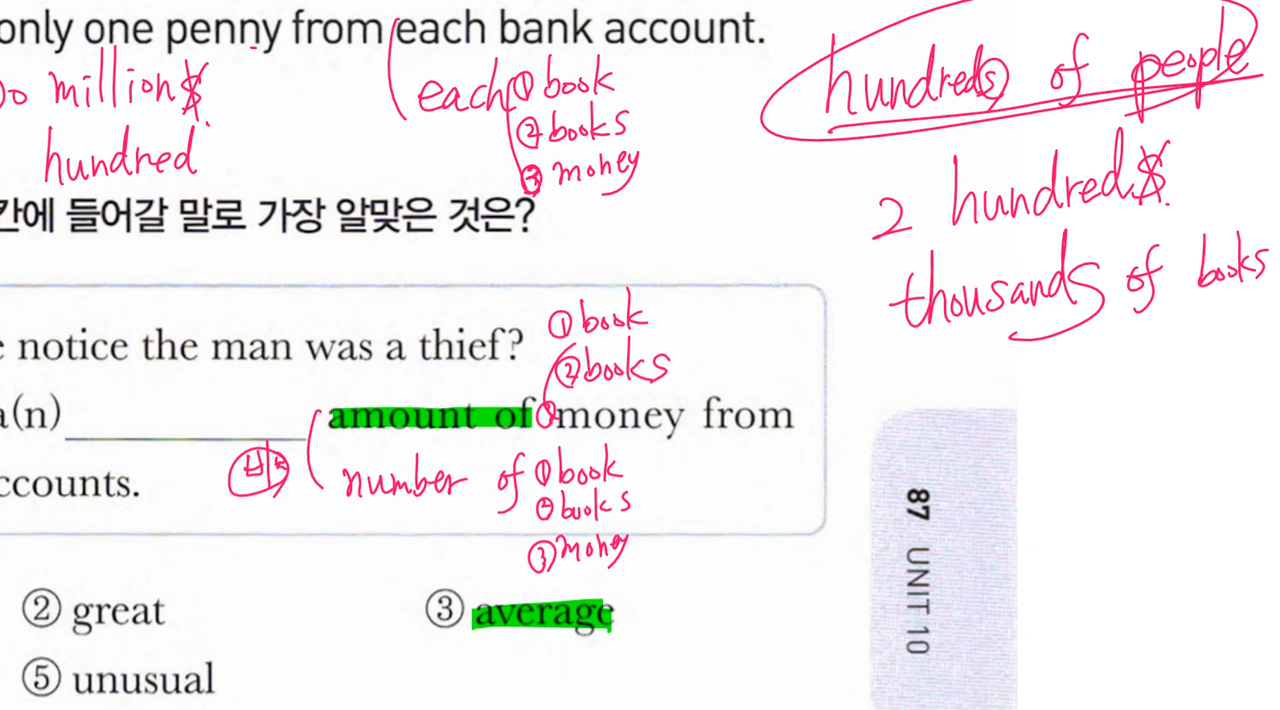 only one penny from each bank account.
million$
hundred
each ① book
② books
③ money
hundreds of people
2 hundred$
thousands of books
칸에 들어갈 말로 가장 알맞은 것은?
notice the man was a thief?
① book
② books
a(n) ________ amount of money from
number of ① book
② books
③ money
ccounts.
② great
③ average
⑤ unusual
87 UNIT 10